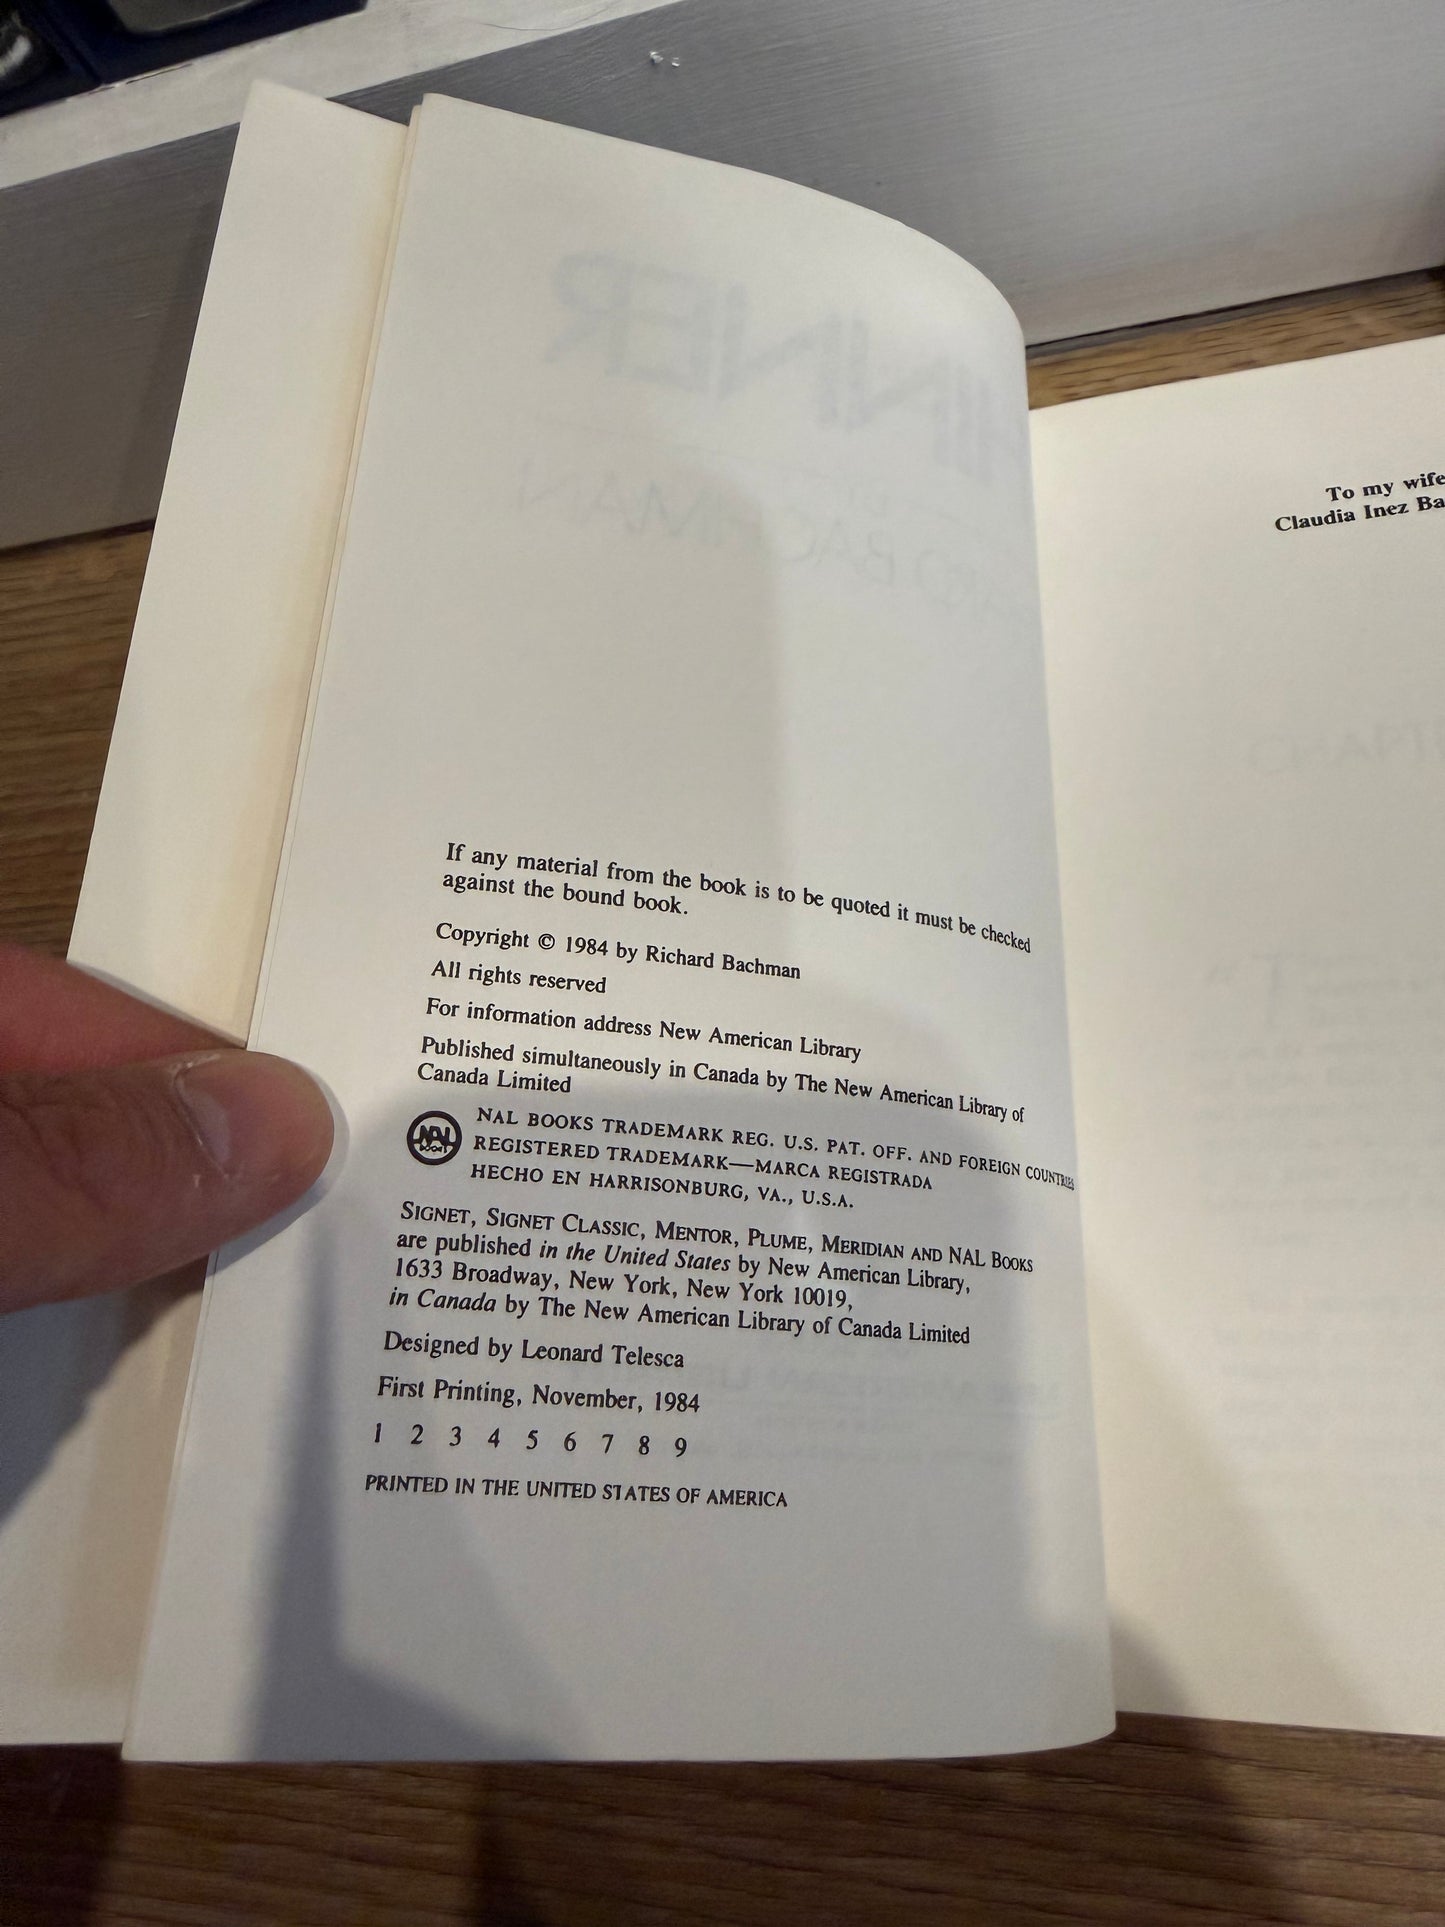 If any material from the book is to be quoted it must be checked
against the bound book.
Copyright © 1984 by Richard Bachman
All rights reserved
For information address New American Library
Published simultaneously in Canada by The New American Library of
Canada Limited
NAL BOOKS
NAL BOOKS TRADEMARK REG. U.S. PAT. OFF. AND FOREIGN COUNTRIES
REGISTERED TRADEMARK—MARCA REGISTRADA
HECHO EN HARRISONBURG, VA., U.S.A.
SIGNET, SIGNET CLASSIC, MENTOR, PLUME, MERIDIAN AND NAL BOOKS
are published in the United States by New American Library,
1633 Broadway, New York, New York 10019,
in Canada by The New American Library of Canada Limited
Designed by Leonard Telesca
First Printing, November, 1984
1 2 3 4 5 6 7 8 9
PRINTED IN THE UNITED STATES OF AMERICA
To my wife
Claudia Inez Ba